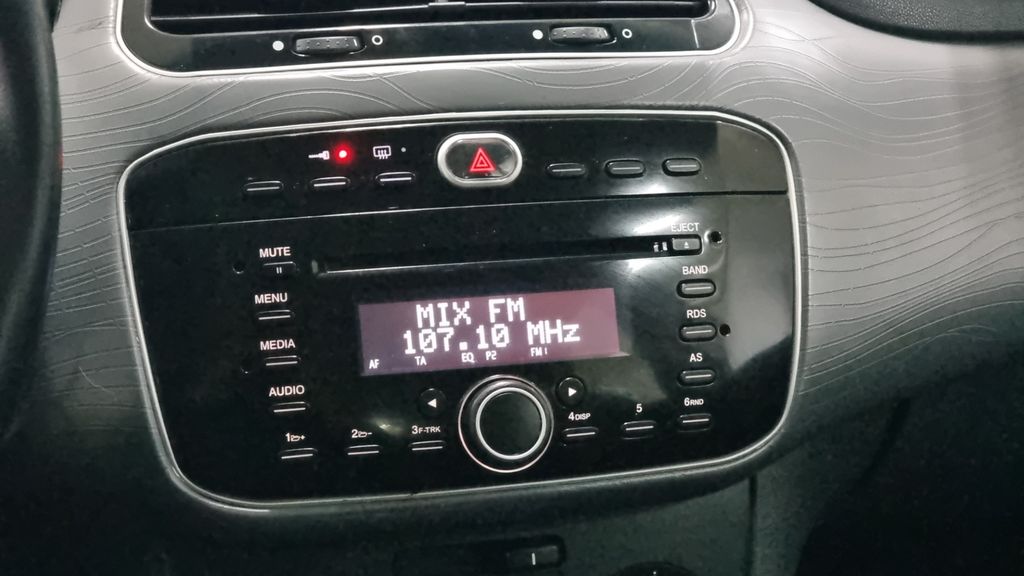 EJECT
MUTE
BAND
MENU
RDS
MEDIA
AS
AUDIO
MIX FM
107.10 MHz
AF TA EQ P2 FM1
1 +
2 -
3F-TRK
4DISP
5
6RND